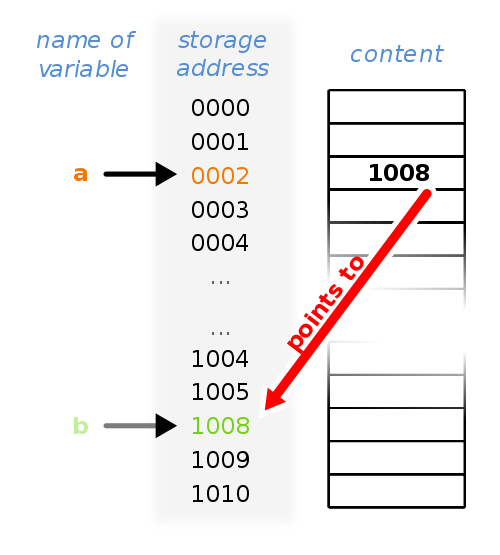 name of
variable
storage
address
content
0000
0001
a
0002
1008
0003
0004
...
points to
...
1004
1005
b
1008
1009
1010